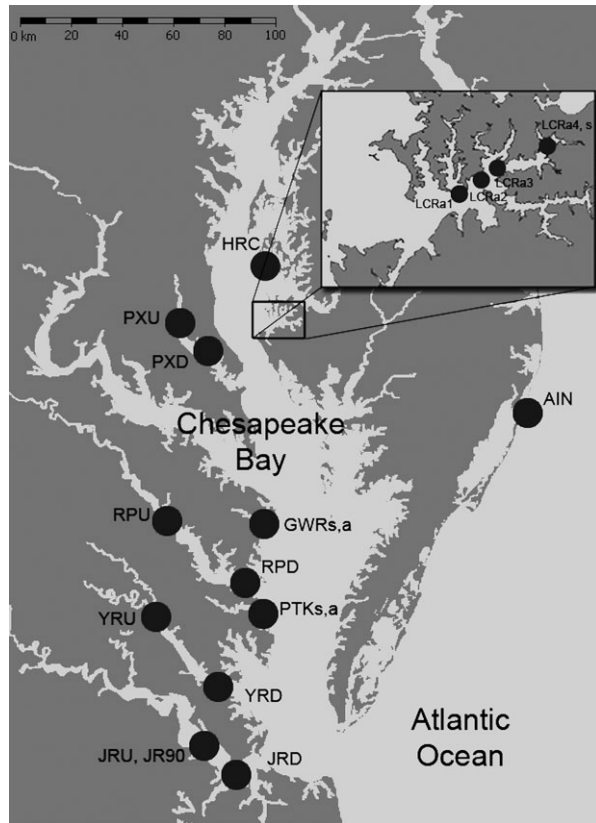 0 km 20 40 60 80 100
LCRa4, s
LCRa3
LCRa2
LCRa1
HRC
PXU
PXD
AIN
Chesapeake
Bay
RPU
GWRs,a
RPD
PTKs,a
YRU
YRD
Atlantic
Ocean
JRU, JR90
JRD